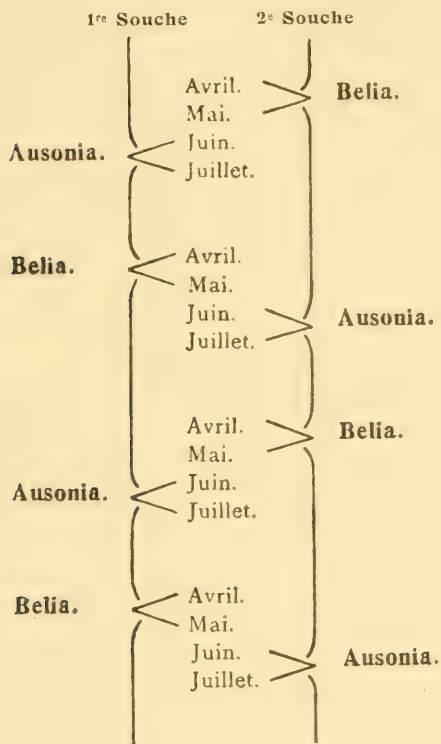 1re Souche 2e Souche
Avril.
Mai.
Belia.
Ausonia.
Juin.
Juillet.
Belia.
Avril.
Mai.
Juin.
Juillet.
Ausonia.
Avril.
Mai.
Belia.
Ausonia.
Juin.
Juillet.
Belia.
Avril.
Mai.
Juin.
Juillet.
Ausonia.